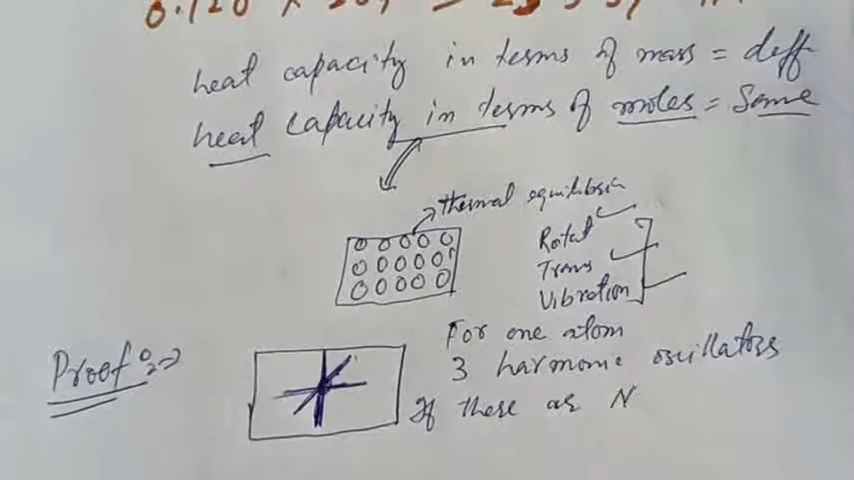 heat capacity in terms of mass = diff
heat capacity in terms of moles = Same
thermal equilibrium
Rotat
Trans
Vibration
For one atom
Proof :->
3 harmonic oscillators
If these are N